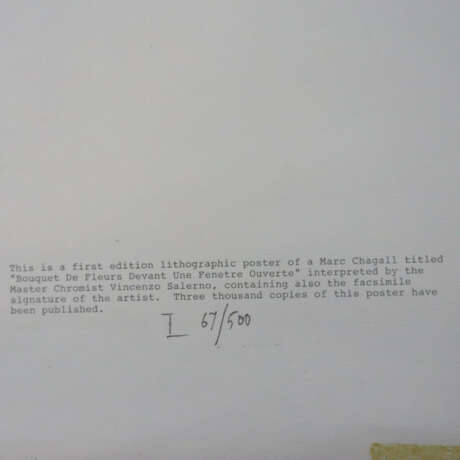 This is a first edition lithographic poster of a Marc Chagall titled
"Bouquet De Fleurs Devant Une Fenetre Ouverte" interpreted by the
Master Chromist Vincenzo Salerno, containing also the facsimile
signature of the artist. Three thousand copies of this poster have
been published.
I 67/500